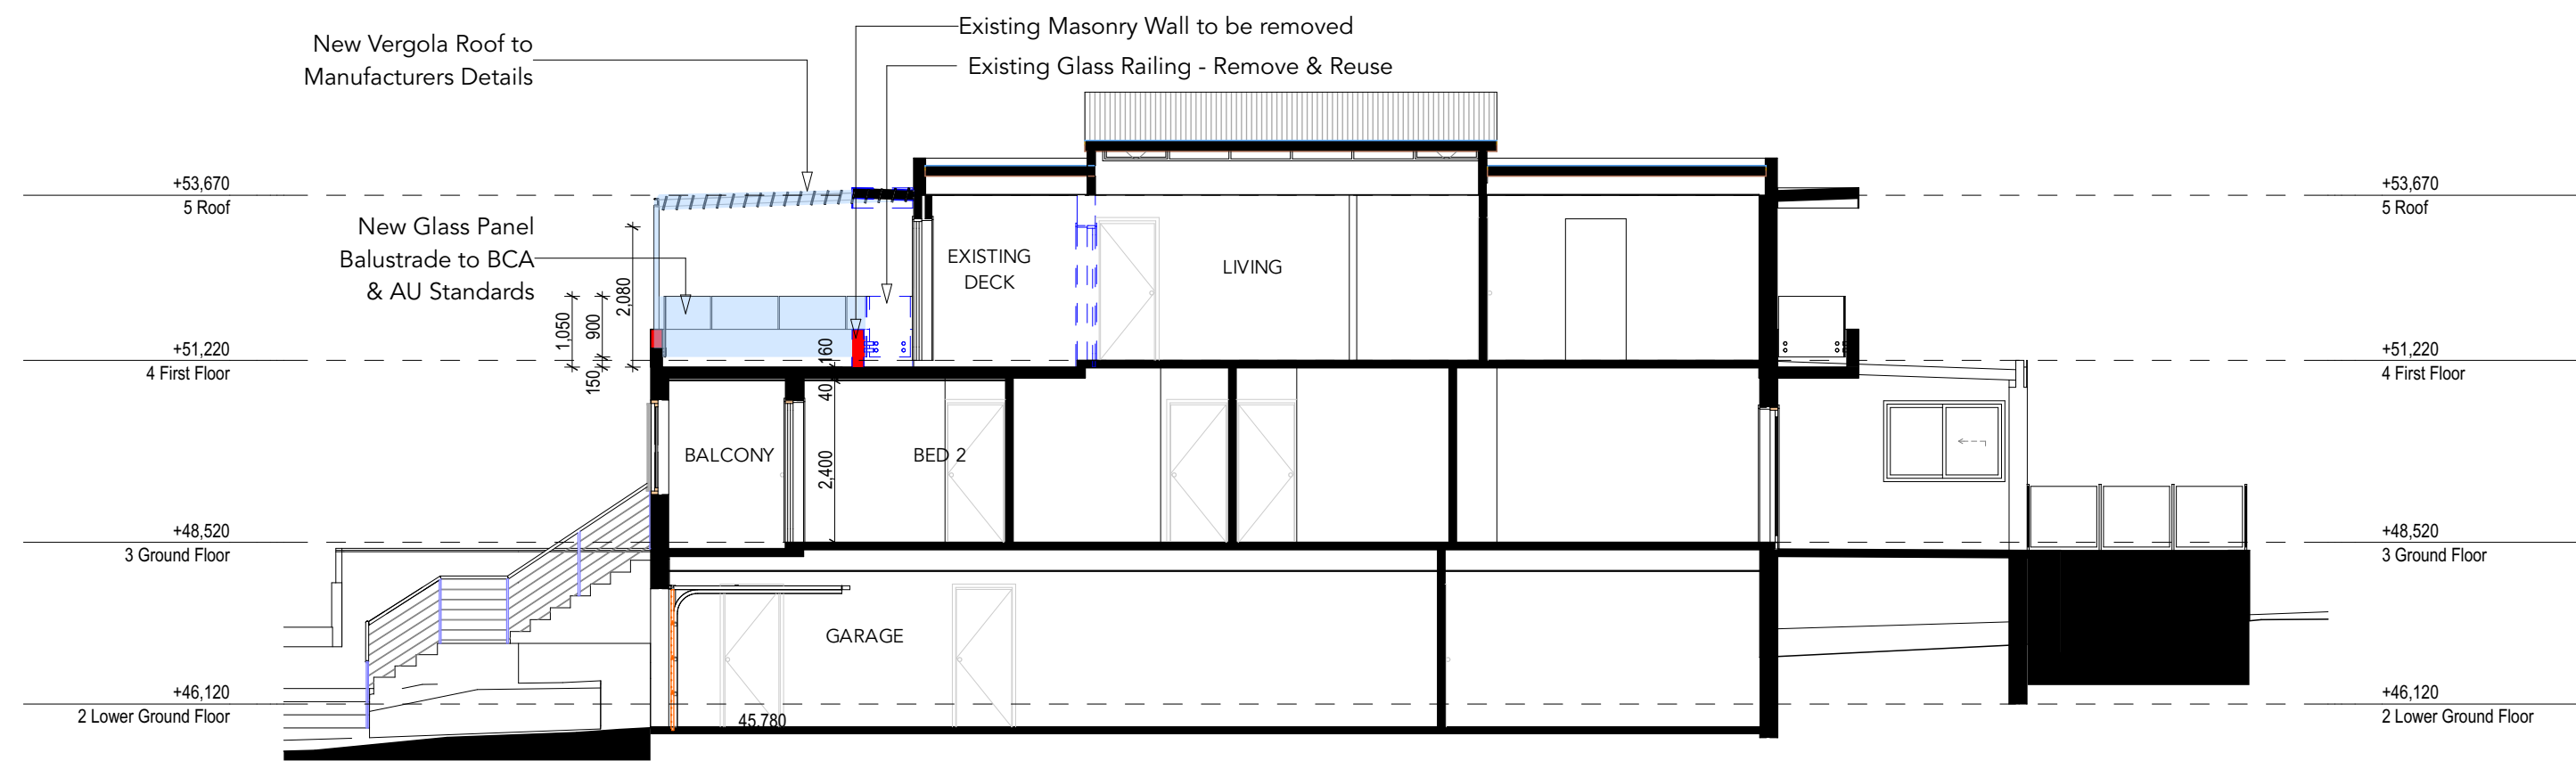 Existing Masonry Wall to be removed
New Vergola Roof to
Manufacturers Details
Existing Glass Railing - Remove & Reuse
+53,670
5 Roof
+53,670
5 Roof
New Glass Panel
Balustrade to BCA
& AU Standards
EXISTING
DECK
LIVING
2,080
1,050
900
150
160
40
+51,220
4 First Floor
+51,220
4 First Floor
BALCONY
BED 2
2,400
+48,520
3 Ground Floor
+48,520
3 Ground Floor
GARAGE
+46,120
2 Lower Ground Floor
45,780
+46,120
2 Lower Ground Floor